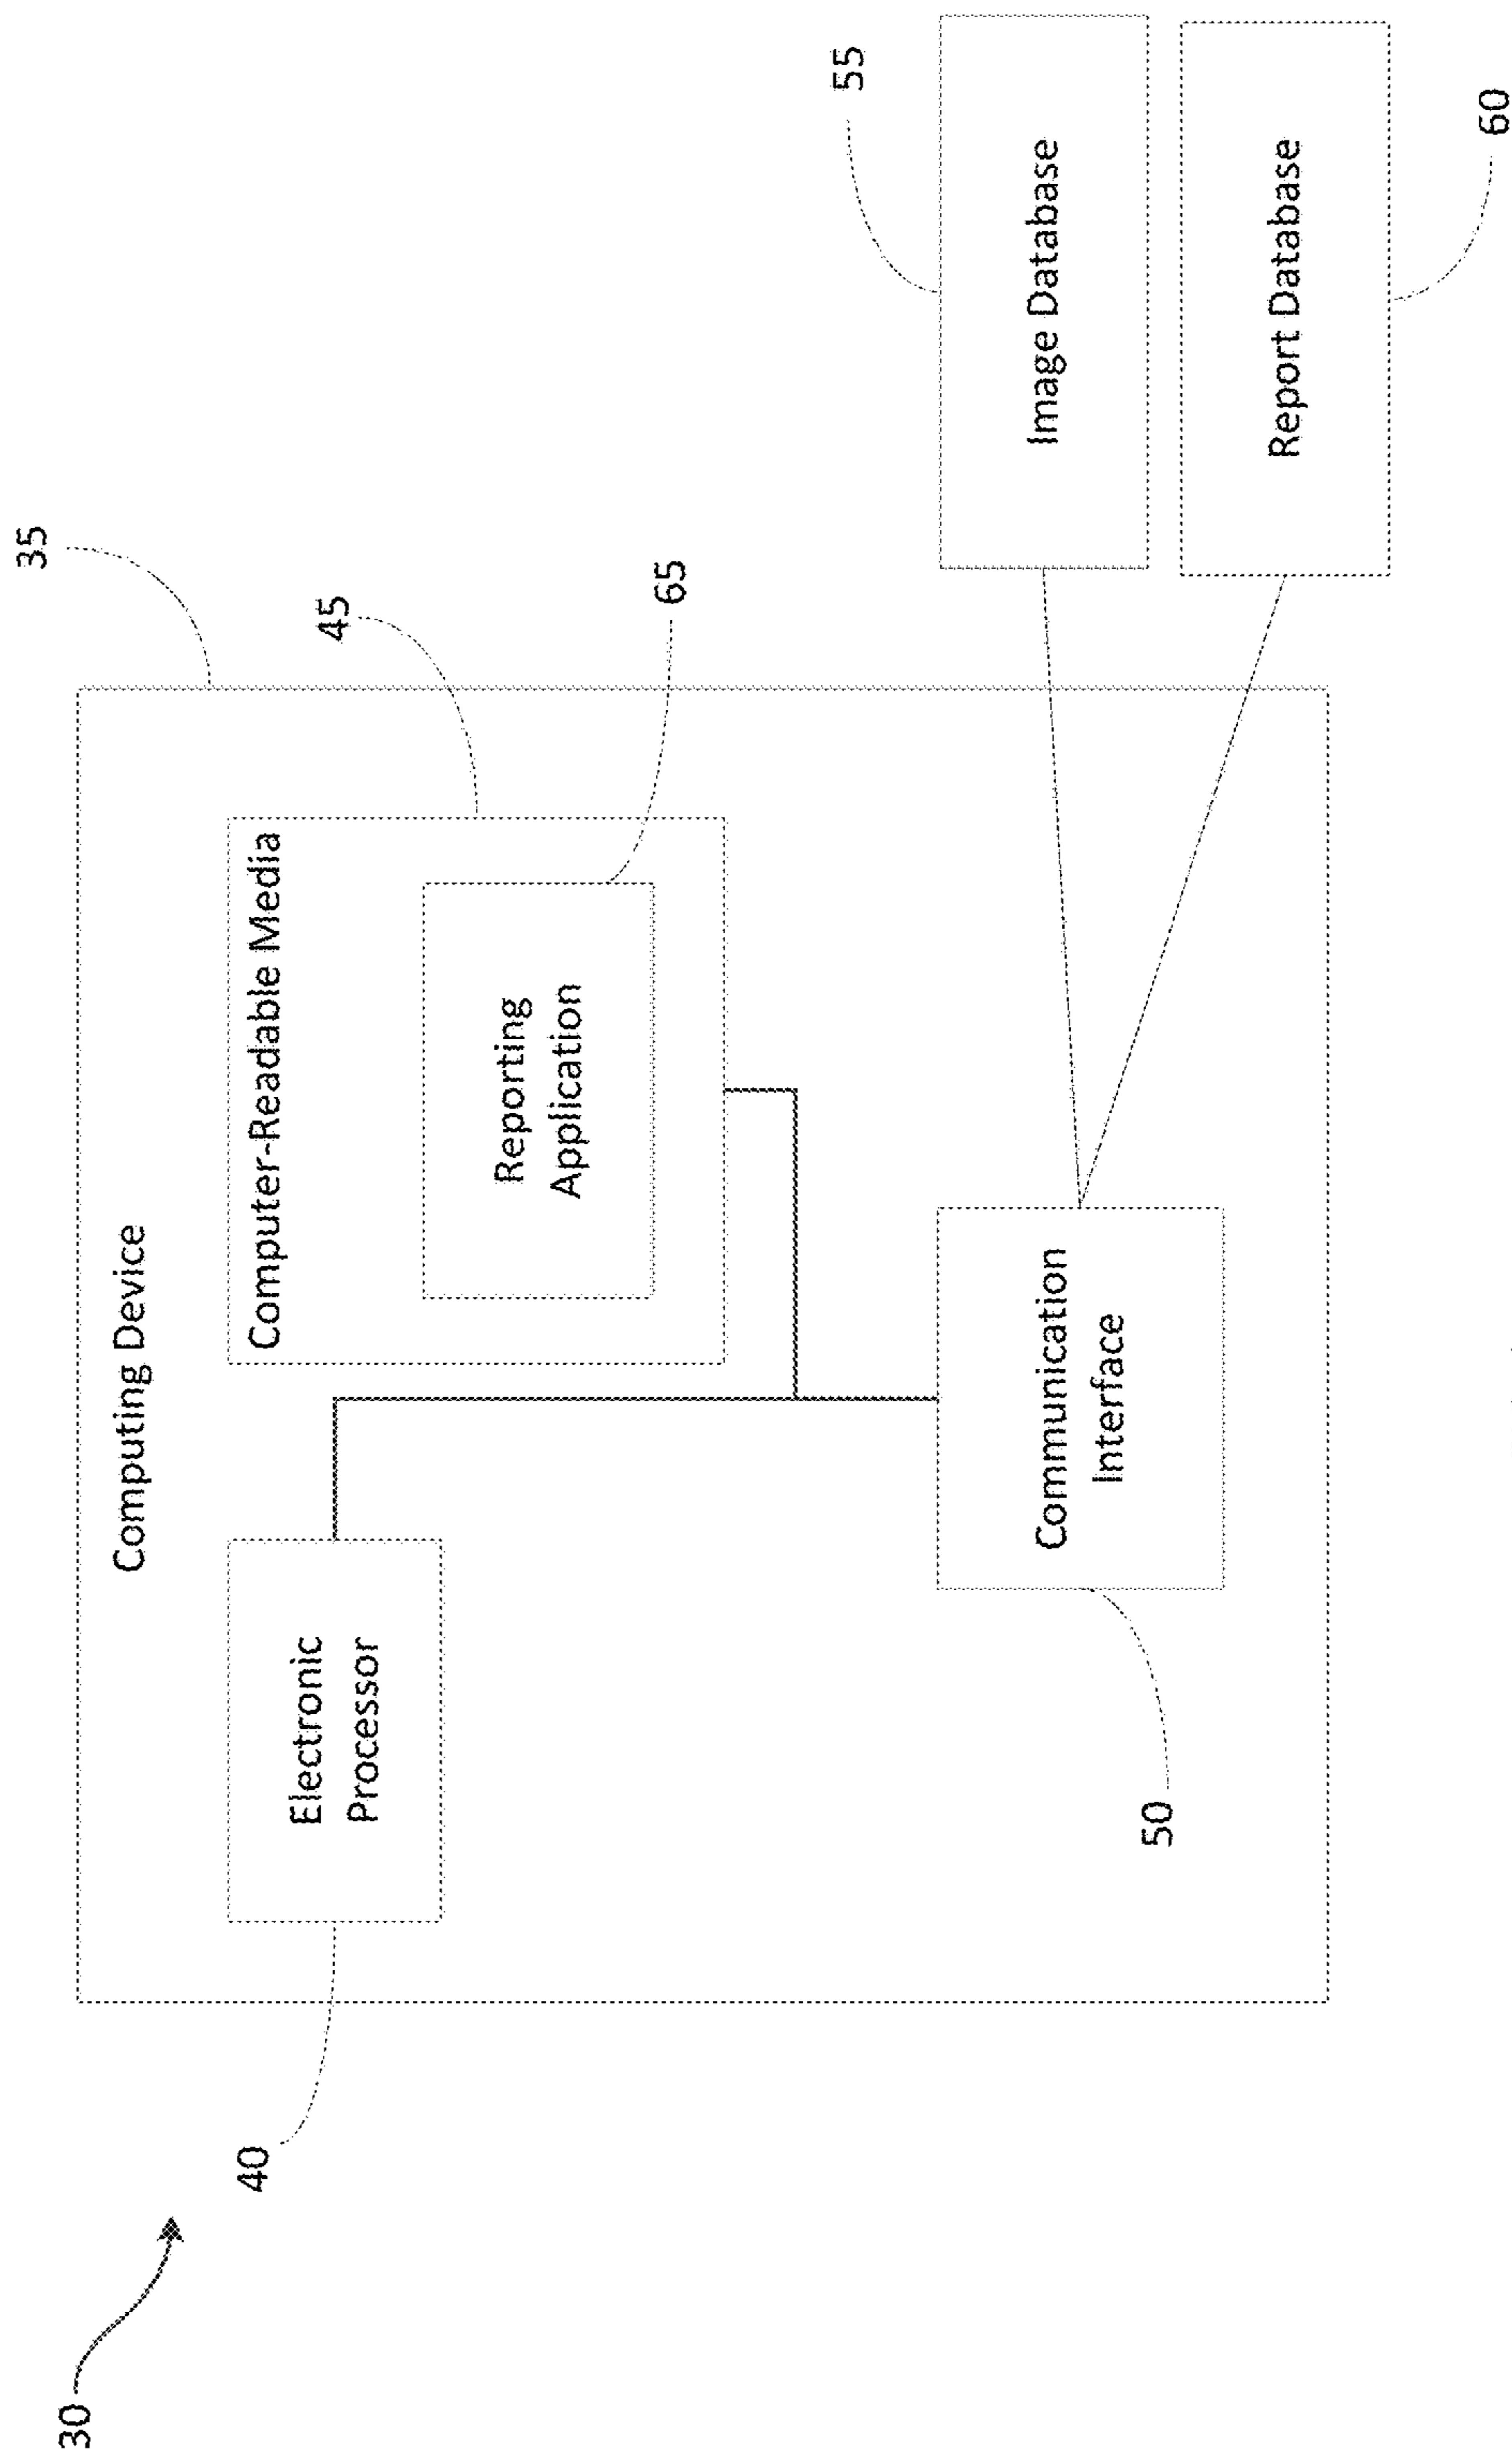 30
35
Computing Device
40
Electronic
Processor
45
Computer-Readable Media
65
Reporting
Application
50
Communication
Interface
55
Image Database
Report Database
60